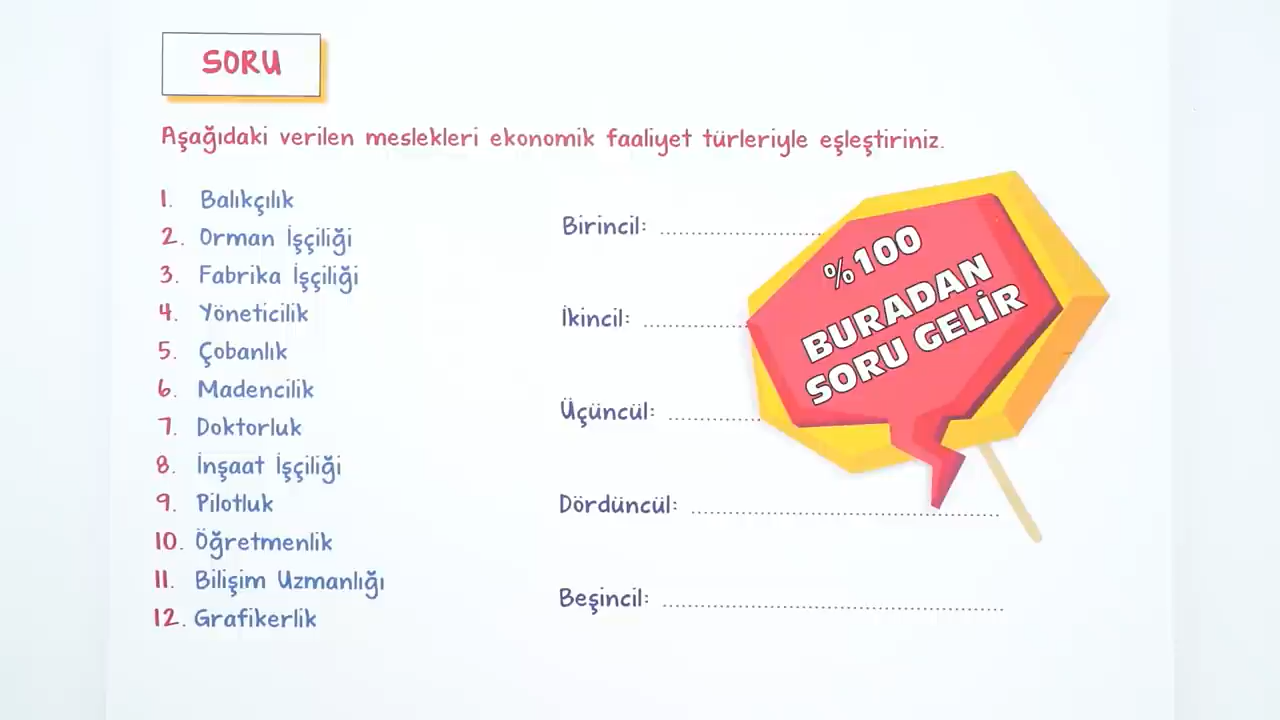 SORU
Aşağıdaki verilen meslekleri ekonomik faaliyet türleriyle eşleştiriniz.
1. Balıkçılık
2. Orman İşçiliği
3. Fabrika İşçiliği
4. Yöneticilik
5. Çobanlık
6. Madencilik
7. Doktorluk
8. İnşaat İşçiliği
9. Pilotluk
10. Öğretmenlik
11. Bilişim Uzmanlığı
12. Grafikerlik
Birincil: ........................
İkincil: ...............
Üçüncül: ...............
Dördüncül: .............................................
Beşincil: ..................................................
%100
BURADAN
SORU GELİR